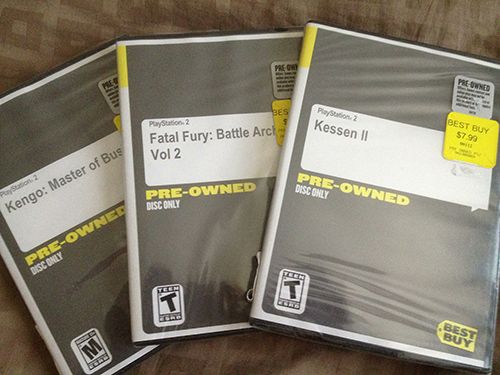 PlayStation 2
Kengo: Master of Bus
PRE-OWNED
DISC ONLY
M
ESRB
PlayStation 2
Fatal Fury: Battle Arc
Vol 2
BES
PRE-OWNED
DISC ONLY
TEEN
T
ESRB
PRE-OWNED
PlayStation 2
Kessen II
BEST BUY
$7.99
PRE-OWNED
DISC ONLY
TEEN
T
ESRB
BEST
BUY